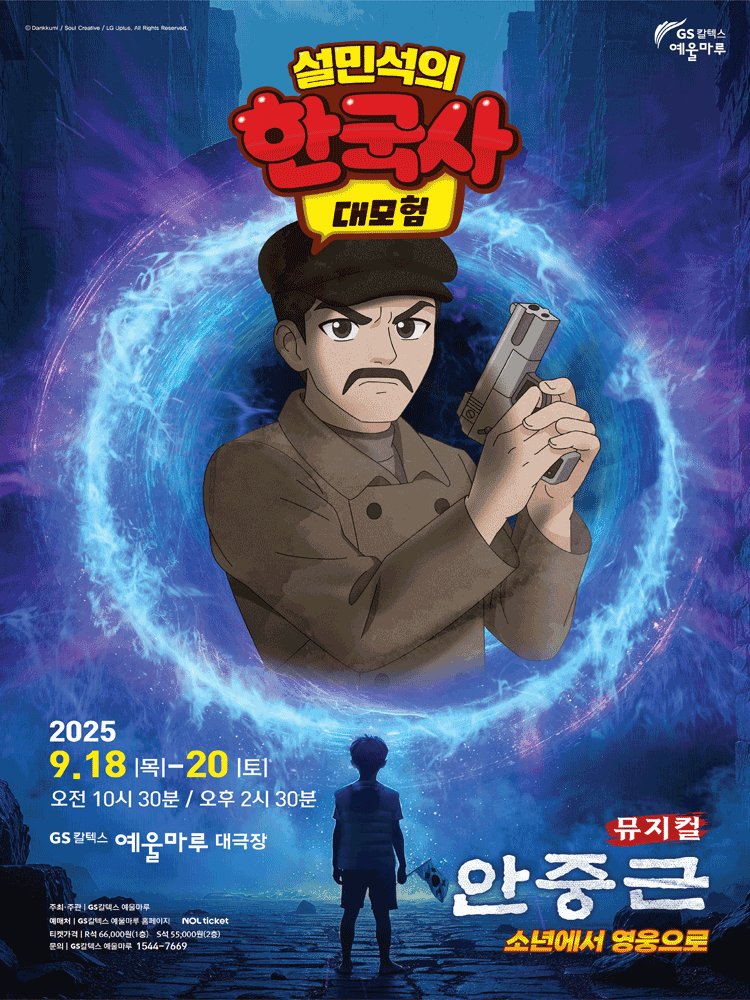 © Dankkumi / Soul Creative / LG Uplus. All Rights Reserved.
GS칼텍스
예울마루
설민석의
한국사
대모험
2025
9.18 |목|-20 |토|
오전 10시 30분 / 오후 2시 30분
GS칼텍스 예울마루 대극장
뮤지컬
안중근
소년에서 영웅으로
주최·주관 | GS칼텍스 예울마루
예매처 | GS칼텍스 예울마루 홈페이지 NOL ticket
티켓가격 | R석 66,000원(1층) S석 55,000원(2층)
문의 | GS칼텍스 예울마루 1544-7669